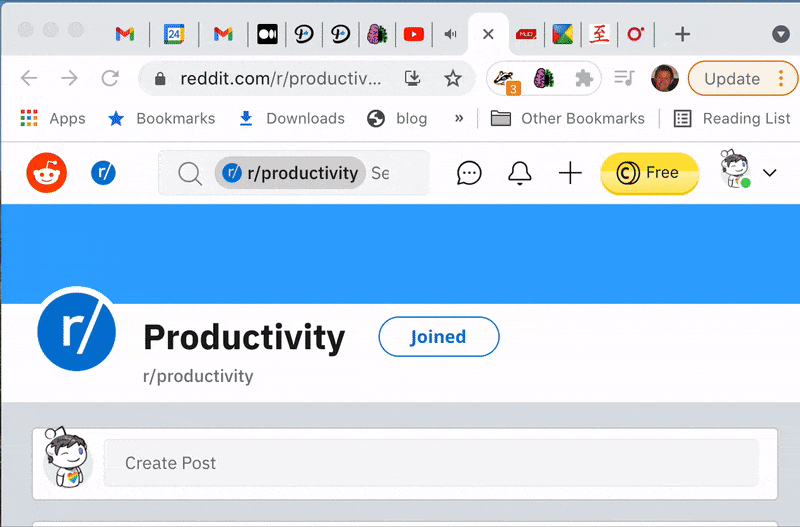 24
reddit.com/r/productiv...
3
Update
Apps
Bookmarks
Downloads
blog
»
Other Bookmarks
Reading List
r/
r/
r/productivity
Se
Free
r/
Productivity
Joined
r/productivity
Create Post